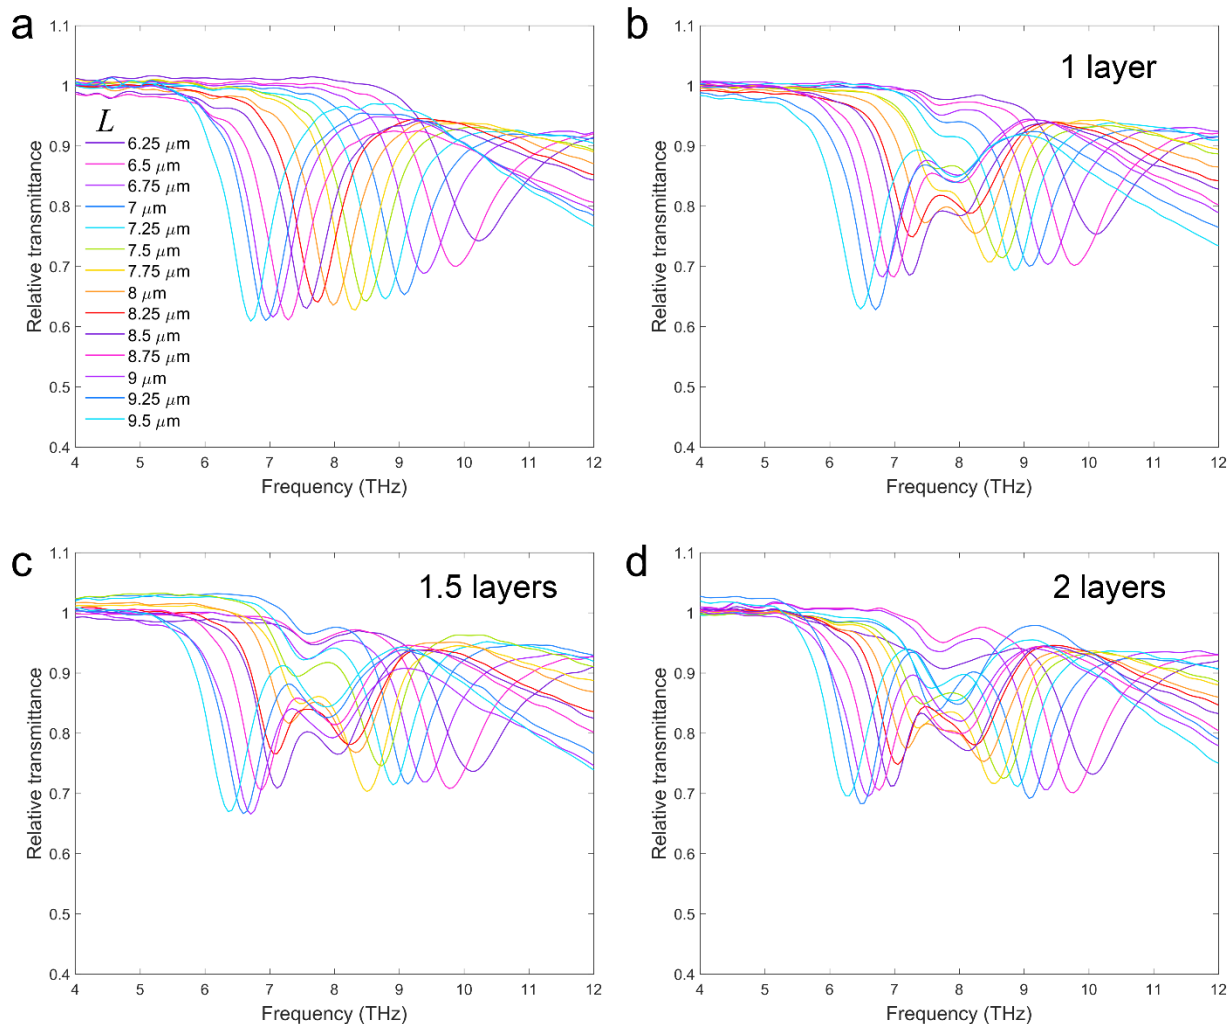 a
1.1
1
0.9
0.8
0.7
0.6
0.5
0.4
Relative transmittance
L
6.25 μm
6.5 μm
6.75 μm
7 μm
7.25 μm
7.5 μm
7.75 μm
8 μm
8.25 μm
8.5 μm
8.75 μm
9 μm
9.25 μm
9.5 μm
4 5 6 7 8 9 10 11 12
Frequency (THz)
b
1 layer
1.1
1
0.9
0.8
0.7
0.6
0.5
0.4
Relative transmittance
4 5 6 7 8 9 10 11 12
Frequency (THz)
c
1.5 layers
1.1
1
0.9
0.8
0.7
0.6
0.5
0.4
Relative transmittance
4 5 6 7 8 9 10 11 12
Frequency (THz)
d
2 layers
1.1
1
0.9
0.8
0.7
0.6
0.5
0.4
Relative transmittance
4 5 6 7 8 9 10 11 12
Frequency (THz)